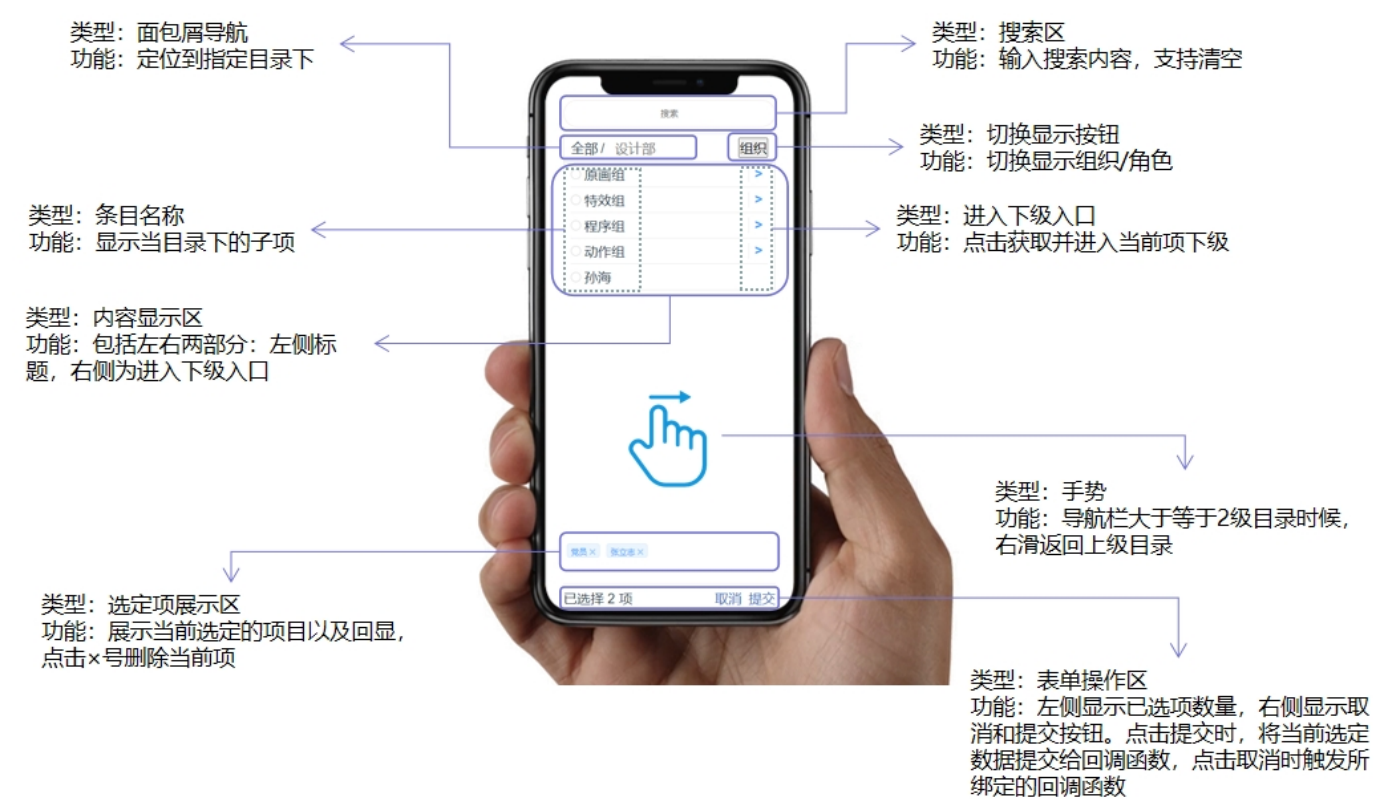 类型：面包屑导航
功能：定位到指定目录下
类型：搜索区
功能：输入搜索内容，支持清空
类型：切换显示按钮
功能：切换显示组织/角色
类型：条目名称
功能：显示当目录下的子项
类型：进入下级入口
功能：点击获取并进入当前项下级
类型：内容显示区
功能：包括左右两部分：左侧标
题，右侧为进入下级入口
搜索
全部 / 设计部
组织
原画组 >
特效组 >
程序组 >
动作组 >
孙海
类型：手势
功能：导航栏大于等于2级目录时候，
右滑返回上级目录
党员× 张立志×
已选择 2 项 取消 提交
类型：选定项展示区
功能：展示当前选定的项目以及回显，
点击×号删除当前项
类型：表单操作区
功能：左侧显示已选项数量，右侧显示取
消和提交按钮。点击提交时，将当前选定
数据提交给回调函数，点击取消时触发所
绑定的回调函数